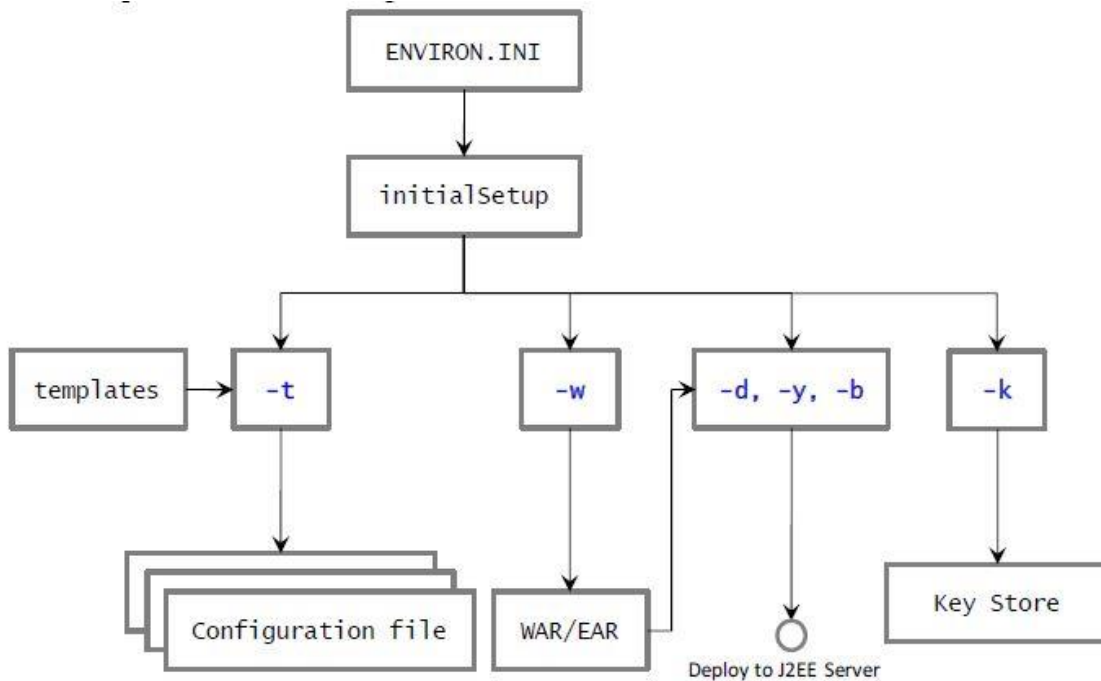 ENVIRON.INI
initialSetup
templates
-t
-w
-d, -y, -b
-k
Configuration file
WAR/EAR
Key Store
Deploy to J2EE Server